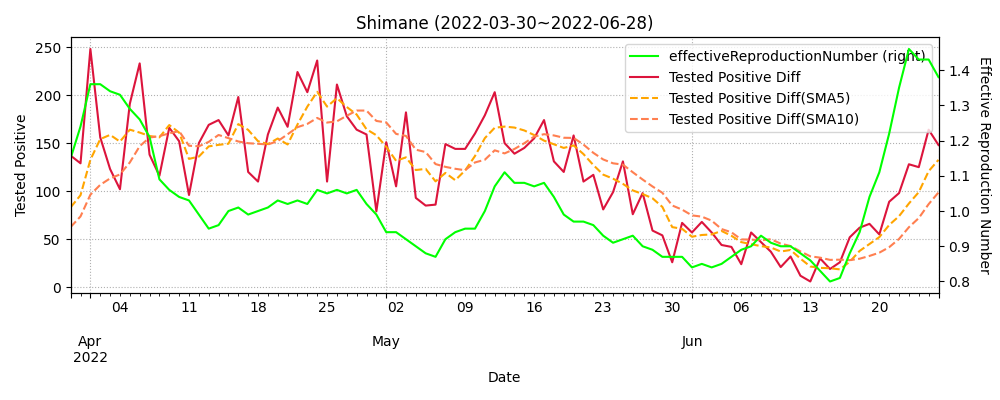 Shimane (2022-03-30~2022-06-28)
effectiveReproductionNumber (right)
Tested Positive Diff
Tested Positive Diff(SMA5)
Tested Positive Diff(SMA10)
Tested Positive
250
200
150
100
50
0
Effective Reproduction Number
1.4
1.3
1.2
1.1
1.0
0.9
0.8
04 11 18 25 02 09 16 23 30 06 13 20
Apr May Jun
2022
Date